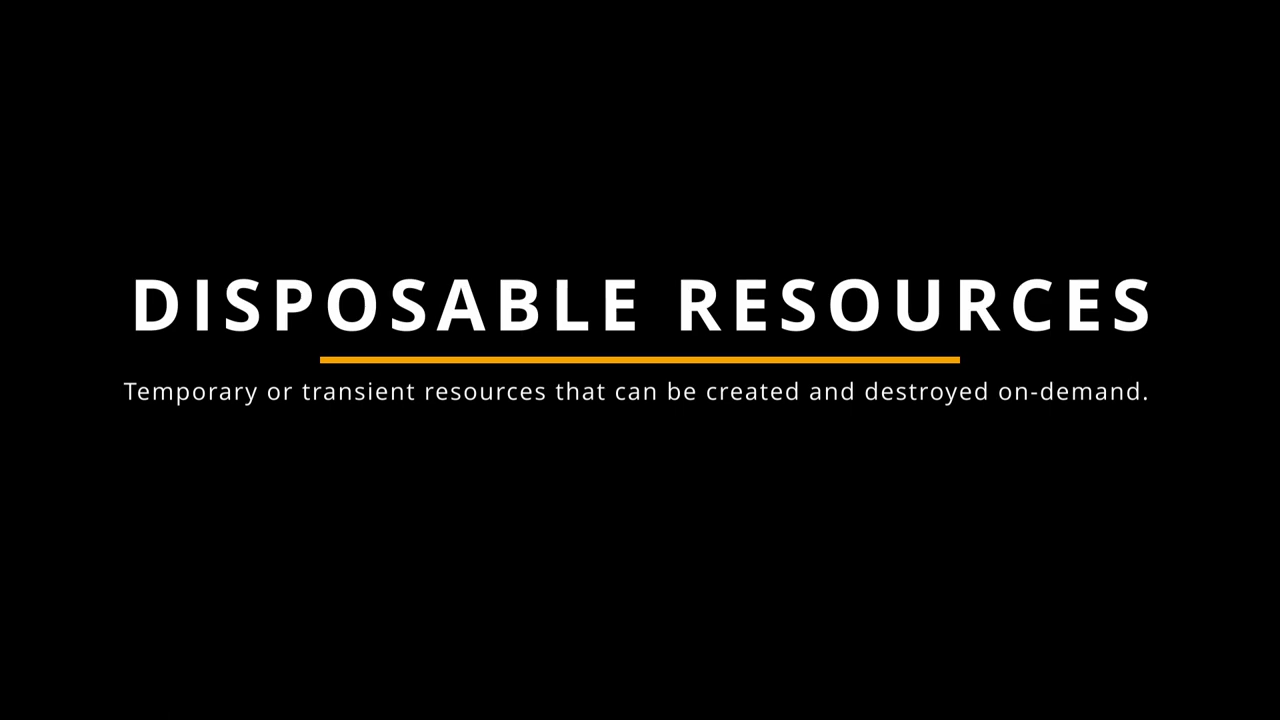 DISPOSABLE RESOURCES
Temporary or transient resources that can be created and destroyed on-demand.